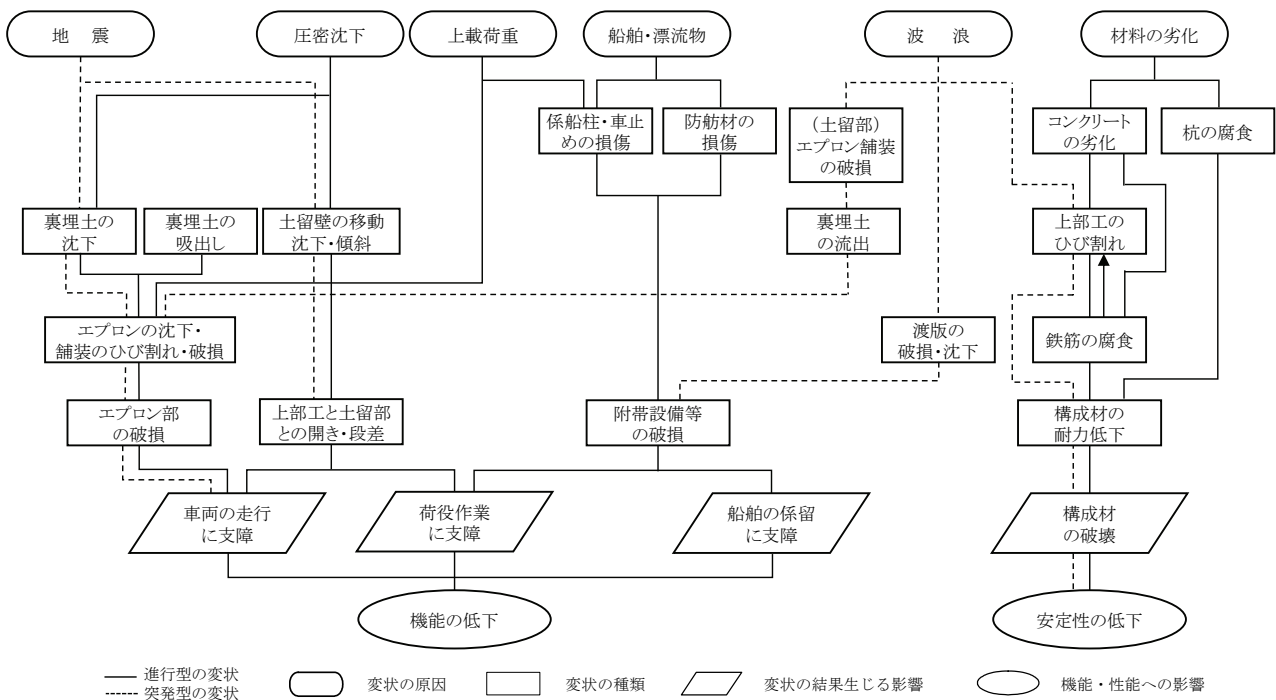 地 震
圧密沈下
上載荷重
船舶・漂流物
波 浪
材料の劣化
係船柱・車止
めの損傷
防舷材の
損傷
（土留部）
エプロン舗装
の破損
コンクリート
の劣化
杭の腐食
裏埋土の
沈下
裏埋土の
吸出し
土留壁の移動
沈下・傾斜
裏埋土
の流出
上部工の
ひび割れ
エプロンの沈下・
舗装のひび割れ・破損
渡版の
破損・沈下
鉄筋の腐食
エプロン部
の破損
上部工と土留部
との開き・段差
附帯設備等
の破損
構成材の
耐力低下
車両の走行
に支障
荷役作業
に支障
船舶の係留
に支障
構成材
の破壊
機能の低下
安定性の低下
進行型の変状
突発型の変状
変状の原因
変状の種類
変状の結果生じる影響
機能・性能への影響